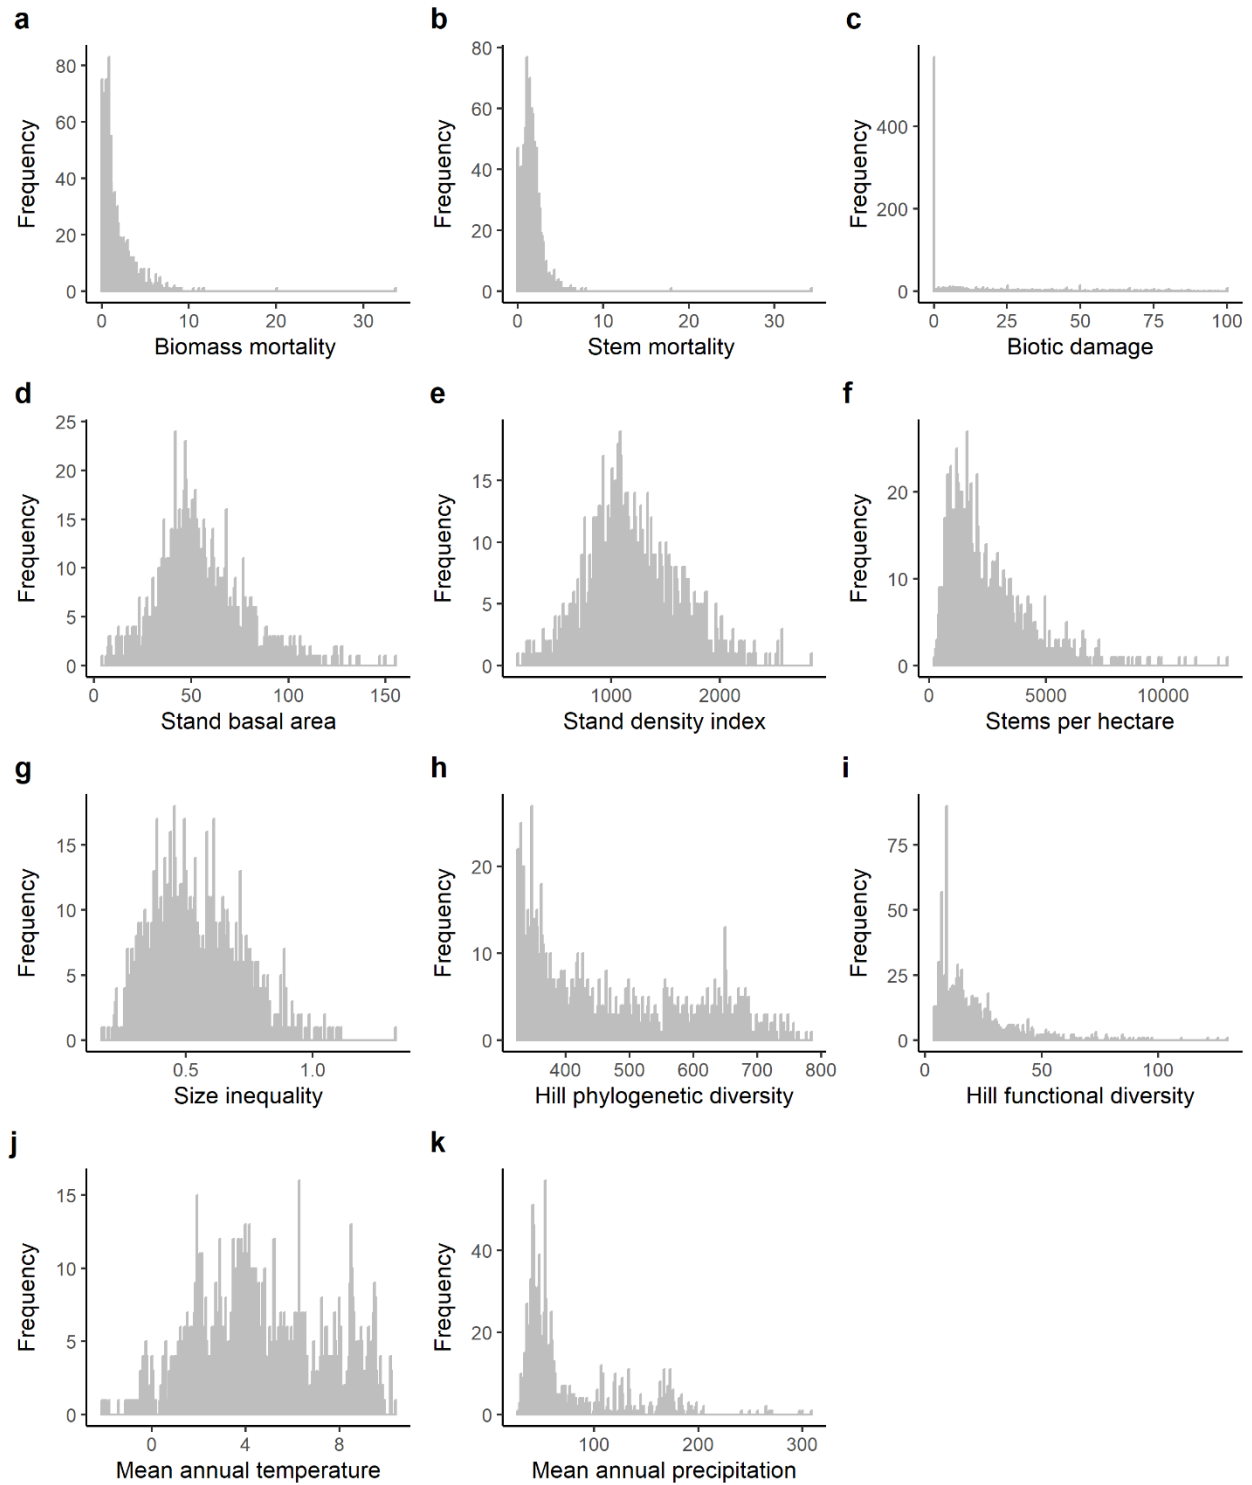 a
b
c
Frequency
80
60
40
20
0
0 10 20 30
Biomass mortality
Frequency
80
60
40
20
0
0 10 20 30
Stem mortality
Frequency
400
200
0
0 25 50 75 100
Biotic damage
d
e
f
Frequency
25
20
15
10
5
0
0 50 100 150
Stand basal area
Frequency
15
10
5
0
1000 2000
Stand density index
Frequency
20
10
0
0 5000 10000
Stems per hectare
g
h
i
Frequency
15
10
5
0
0.5 1.0
Size inequality
Frequency
20
10
0
400 500 600 700 800
Hill phylogenetic diversity
Frequency
75
50
25
0
0 50 100
Hill functional diversity
j
k
Frequency
15
10
5
0
0 4 8
Mean annual temperature
Frequency
40
20
0
100 200 300
Mean annual precipitation